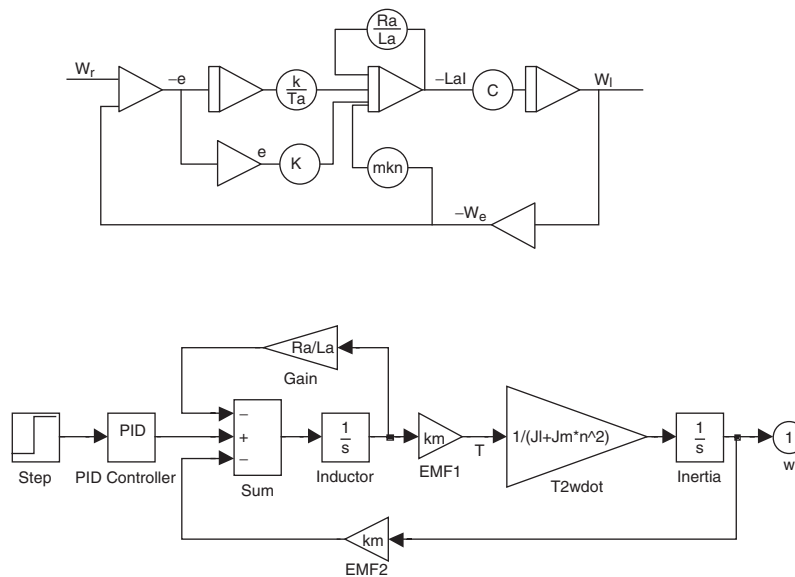 Ra
La
Wr
–e
k
Ta
–LaI
C
Wl
e
K
mkn
–We
Ra/La
Gain
Step
PID
PID Controller
–
+
–
Sum
1
s
Inductor
km
EMF1
T
1/(Jl+Jm*n^2)
T2wdot
1
s
Inertia
1
w
km
EMF2